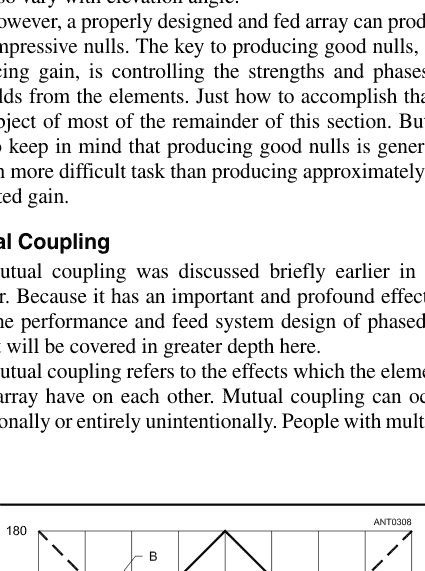 so vary with elevation angle.
owever, a properly designed and fed array can prod
mpressive nulls. The key to producing good nulls,
cing gain, is controlling the strengths and phases
lds from the elements. Just how to accomplish tha
bject of most of the remainder of this section. But
o keep in mind that producing good nulls is gener
n more difficult task than producing approximately
ted gain.
al Coupling
utual coupling was discussed briefly earlier in
r. Because it has an important and profound effect
he performance and feed system design of phased
t will be covered in greater depth here.
utual coupling refers to the effects which the eleme
array have on each other. Mutual coupling can oc
onally or entirely unintentionally. People with mult
ANT0308
180
B